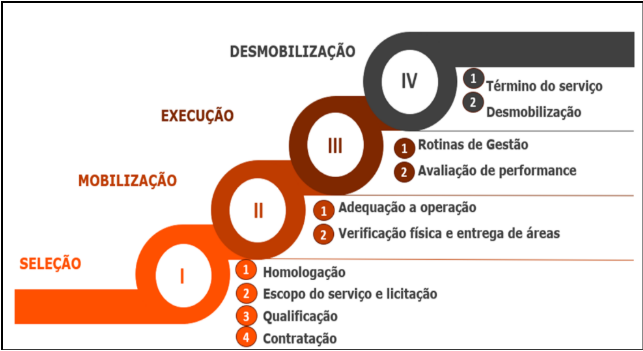 DESMOBILIZAÇÃO
IV
1 Término do serviço
2 Desmobilização
EXECUÇÃO
III
1 Rotinas de Gestão
2 Avaliação de performance
MOBILIZAÇÃO
II
1 Adequação a operação
2 Verificação física e entrega de áreas
SELEÇÃO
I
1 Homologação
2 Escopo do serviço e licitação
3 Qualificação
4 Contratação